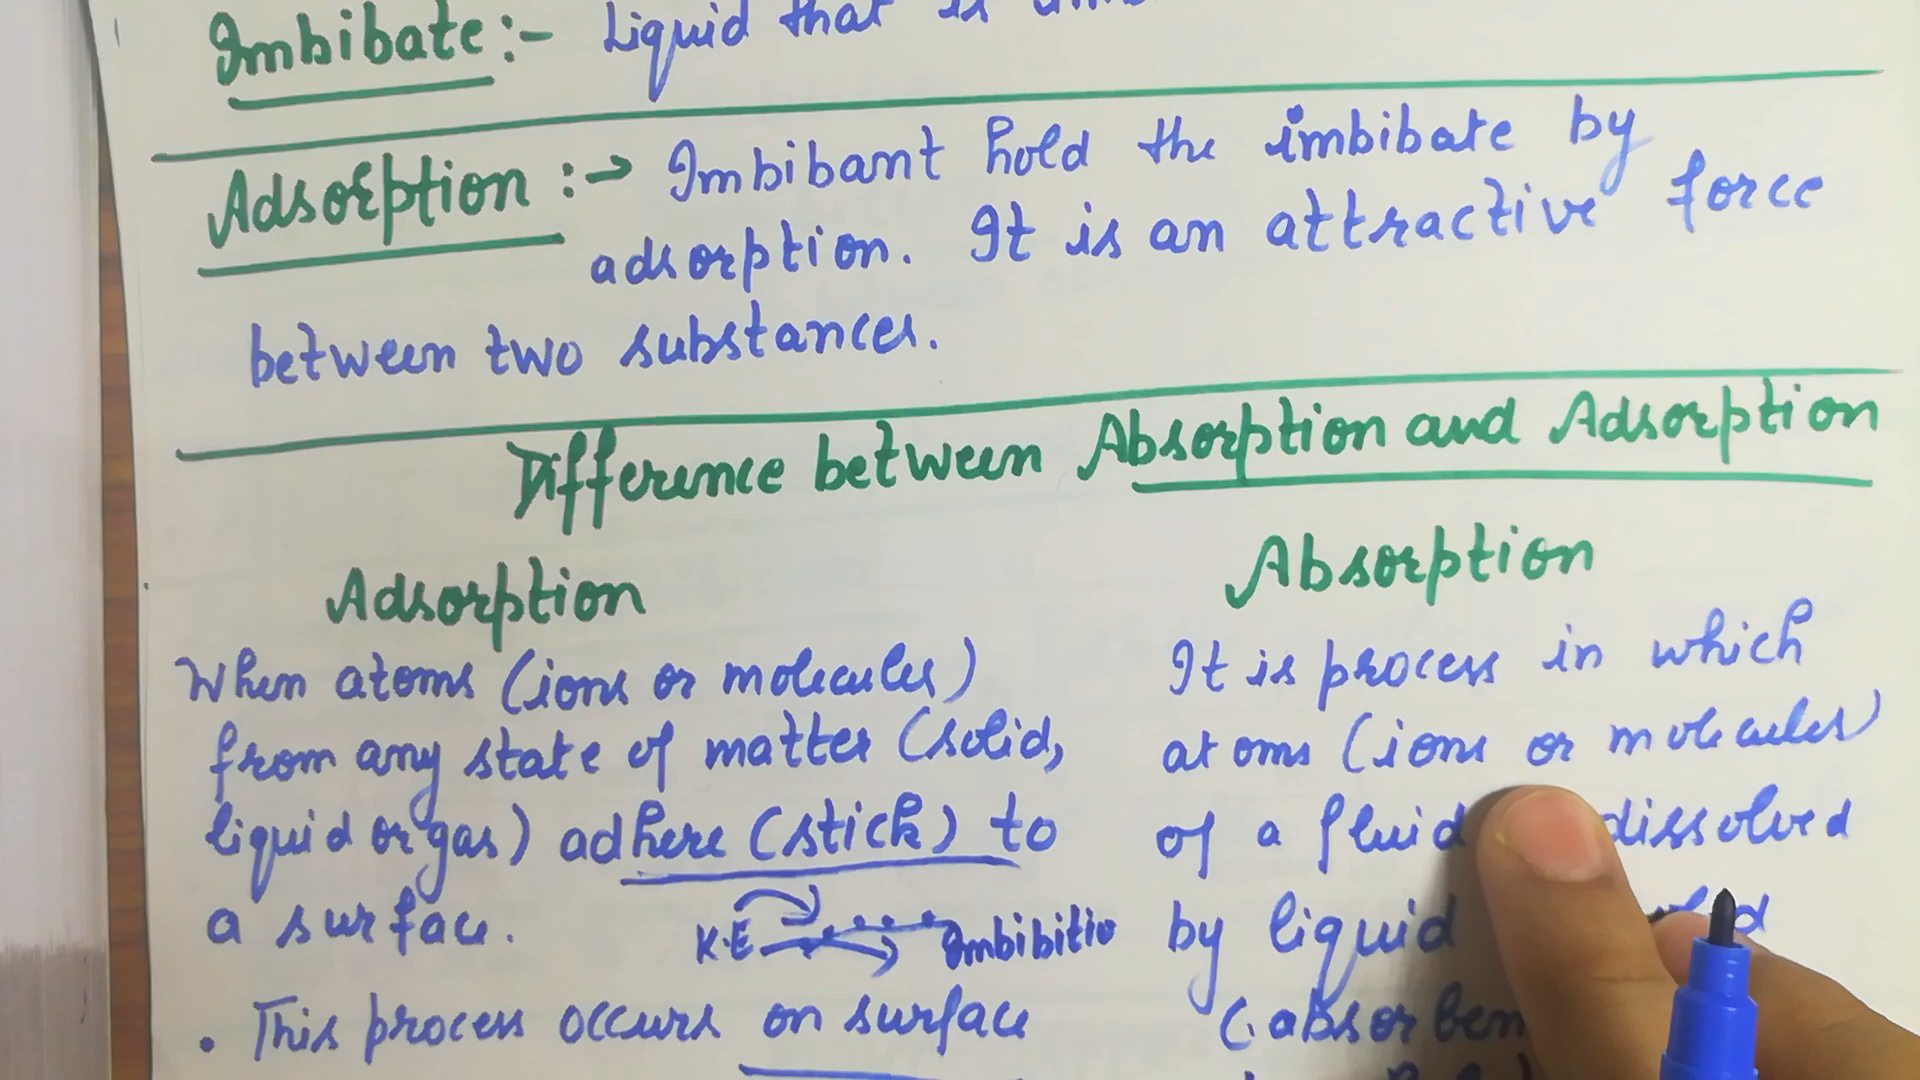 Imbibate :- Liquid that is
Adsorption :→ Imbibant hold the imbibate by
adsorption. It is an attractive force
between two substances.
Difference between Absorption and Adsorption
Adsorption
When atoms (ions or molecules)
from any state of matter (solid,
liquid or gas) adhere (stick) to
a surface.
K.E Imbibitio
• This process occurs on surface
Absorption
It is process in which
atoms (ions or molecules)
of a fluid dissolved
by liquid
(absorben